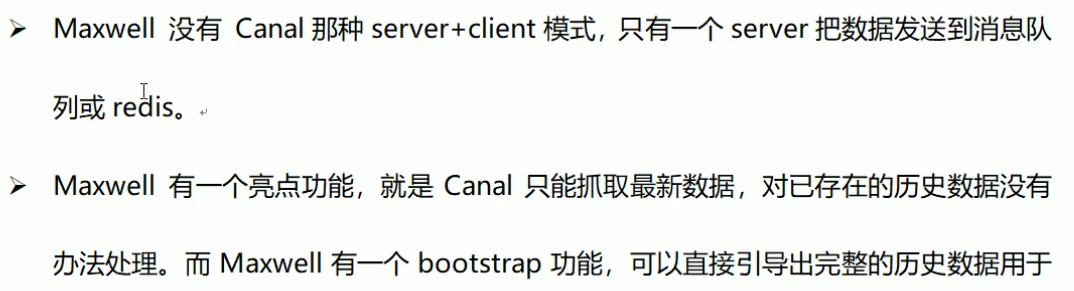 ➢ Maxwell 没有 Canal 那种 server+client 模式，只有一个 server 把数据发送到消息队
列或 redis。
➢ Maxwell 有一个亮点功能，就是 Canal 只能抓取最新数据，对已存在的历史数据没有
办法处理。而 Maxwell 有一个 bootstrap 功能，可以直接引导出完整的历史数据用于